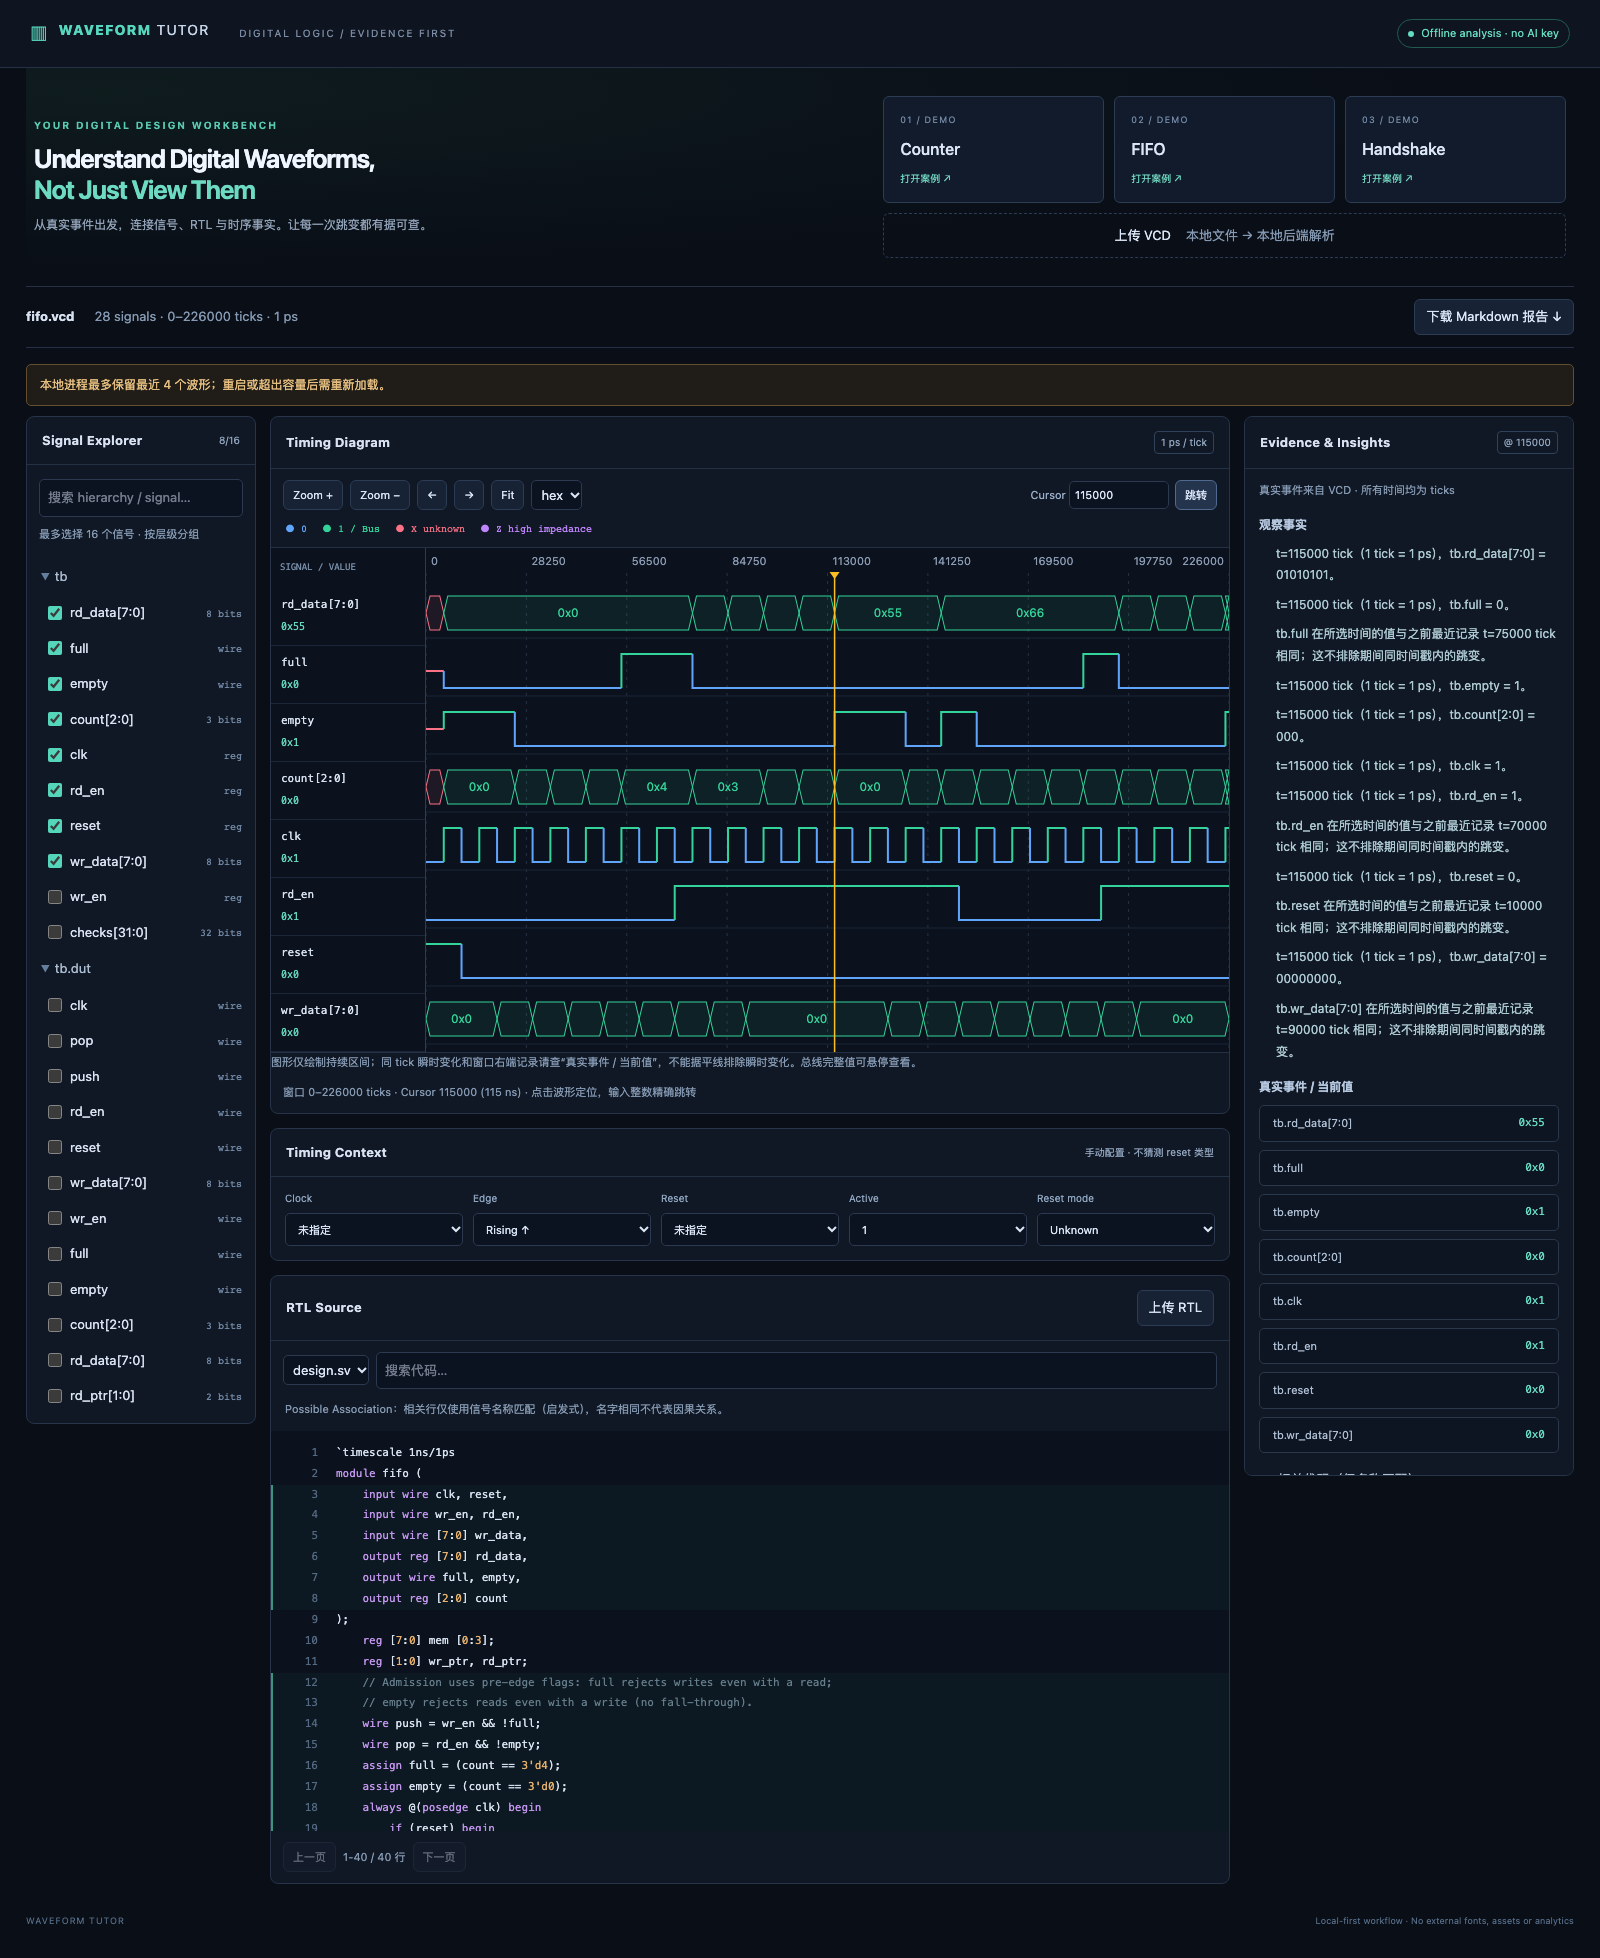 WAVEFORM TUTOR
DIGITAL LOGIC / EVIDENCE FIRST
Offline analysis · no AI key
YOUR DIGITAL DESIGN WORKBENCH
Understand Digital Waveforms,
Not Just View Them
从真实事件出发，连接信号、RTL 与时序事实。让每一次跳变都有据可查。
01 / DEMO
Counter
打开案例 ↗
02 / DEMO
FIFO
打开案例 ↗
03 / DEMO
Handshake
打开案例 ↗
上传 VCD 本地文件 → 本地后端解析
fifo.vcd 28 signals · 0–226000 ticks · 1 ps
下载 Markdown 报告 ↓
本地进程最多保留最近 4 个波形；重启或超出容量后需重新加载。
Signal Explorer 8/16
搜索 hierarchy / signal...
最多选择 16 个信号 · 按层级分组
▼ tb
rd_data[7:0] 8 bits
full wire
empty wire
count[2:0] 3 bits
clk reg
rd_en reg
reset reg
wr_data[7:0] 8 bits
wr_en reg
checks[31:0] 32 bits
▼ tb.dut
clk wire
pop wire
push wire
rd_en wire
reset wire
wr_data[7:0] 8 bits
wr_en wire
full wire
empty wire
count[2:0] 3 bits
rd_data[7:0] 8 bits
rd_ptr[1:0] 2 bits
Timing Diagram 1 ps / tick
Zoom + Zoom − ← → Fit hex Cursor 115000 跳转
0 1 / Bus X unknown Z high impedance
SIGNAL / VALUE 0 28250 56500 84750 113000 141250 169500 197750 226000
rd_data[7:0]
0x55
0x0 0x55 0x66
full
0x0
empty
0x1
count[2:0]
0x0
0x0 0x4 0x3 0x0
clk
0x1
rd_en
0x1
reset
0x0
wr_data[7:0]
0x0
0x0 0x0 0x0
图形仅绘制持续区间；同 tick 瞬时变化和窗口右端记录请查“真实事件 / 当前值”，不能据平线排除瞬时变化。总线完整值可悬停查看。
窗口 0–226000 ticks · Cursor 115000 (115 ns) · 点击波形定位，输入整数精确跳转
Timing Context 手动配置 · 不猜测 reset 类型
Clock Edge Reset Active Reset mode
未指定 Rising ↑ 未指定 1 Unknown
RTL Source 上传 RTL
design.sv 搜索代码...
Possible Association：相关行仅使用信号名称匹配（启发式），名字相同不代表因果关系。
1 `timescale 1ns/1ps
2 module fifo (
3 input wire clk, reset,
4 input wire wr_en, rd_en,
5 input wire [7:0] wr_data,
6 output reg [7:0] rd_data,
7 output wire full, empty,
8 output reg [2:0] count
9 );
10 reg [7:0] mem [0:3];
11 reg [1:0] wr_ptr, rd_ptr;
12 // Admission uses pre-edge flags: full rejects writes even with a read;
13 // empty rejects reads even with a write (no fall-through).
14 wire push = wr_en && !full;
15 wire pop = rd_en && !empty;
16 assign full = (count == 3'd4);
17 assign empty = (count == 3'd0);
18 always @(posedge clk) begin
19 if (reset) begin
上一页 1-40 / 40 行 下一页
Evidence & Insights @ 115000
真实事件来自 VCD · 所有时间均为 ticks
观察事实
t=115000 tick（1 tick = 1 ps），tb.rd_data[7:0] =
01010101。
t=115000 tick（1 tick = 1 ps），tb.full = 0。
tb.full 在所选时间的值与之前最近记录 t=75000 tick
相同；这不排除期间同时间戳内的跳变。
t=115000 tick（1 tick = 1 ps），tb.empty = 1。
t=115000 tick（1 tick = 1 ps），tb.count[2:0] =
000。
t=115000 tick（1 tick = 1 ps），tb.clk = 1。
t=115000 tick（1 tick = 1 ps），tb.rd_en = 1。
tb.rd_en 在所选时间的值与之前最近记录 t=70000
tick 相同；这不排除期间同时间戳内的跳变。
t=115000 tick（1 tick = 1 ps），tb.reset = 0。
tb.reset 在所选时间的值与之前最近记录 t=10000
tick 相同；这不排除期间同时间戳内的跳变。
t=115000 tick（1 tick = 1 ps），tb.wr_data[7:0] =
00000000。
tb.wr_data[7:0] 在所选时间的值与之前最近记录
t=90000 tick 相同；这不排除期间同时间戳内的跳
变。
真实事件 / 当前值
tb.rd_data[7:0] 0x55
tb.full 0x0
tb.empty 0x1
tb.count[2:0] 0x0
tb.clk 0x1
tb.rd_en 0x1
tb.reset 0x0
tb.wr_data[7:0] 0x0
WAVEFORM TUTOR
Local-first workflow · No external fonts, assets or analytics